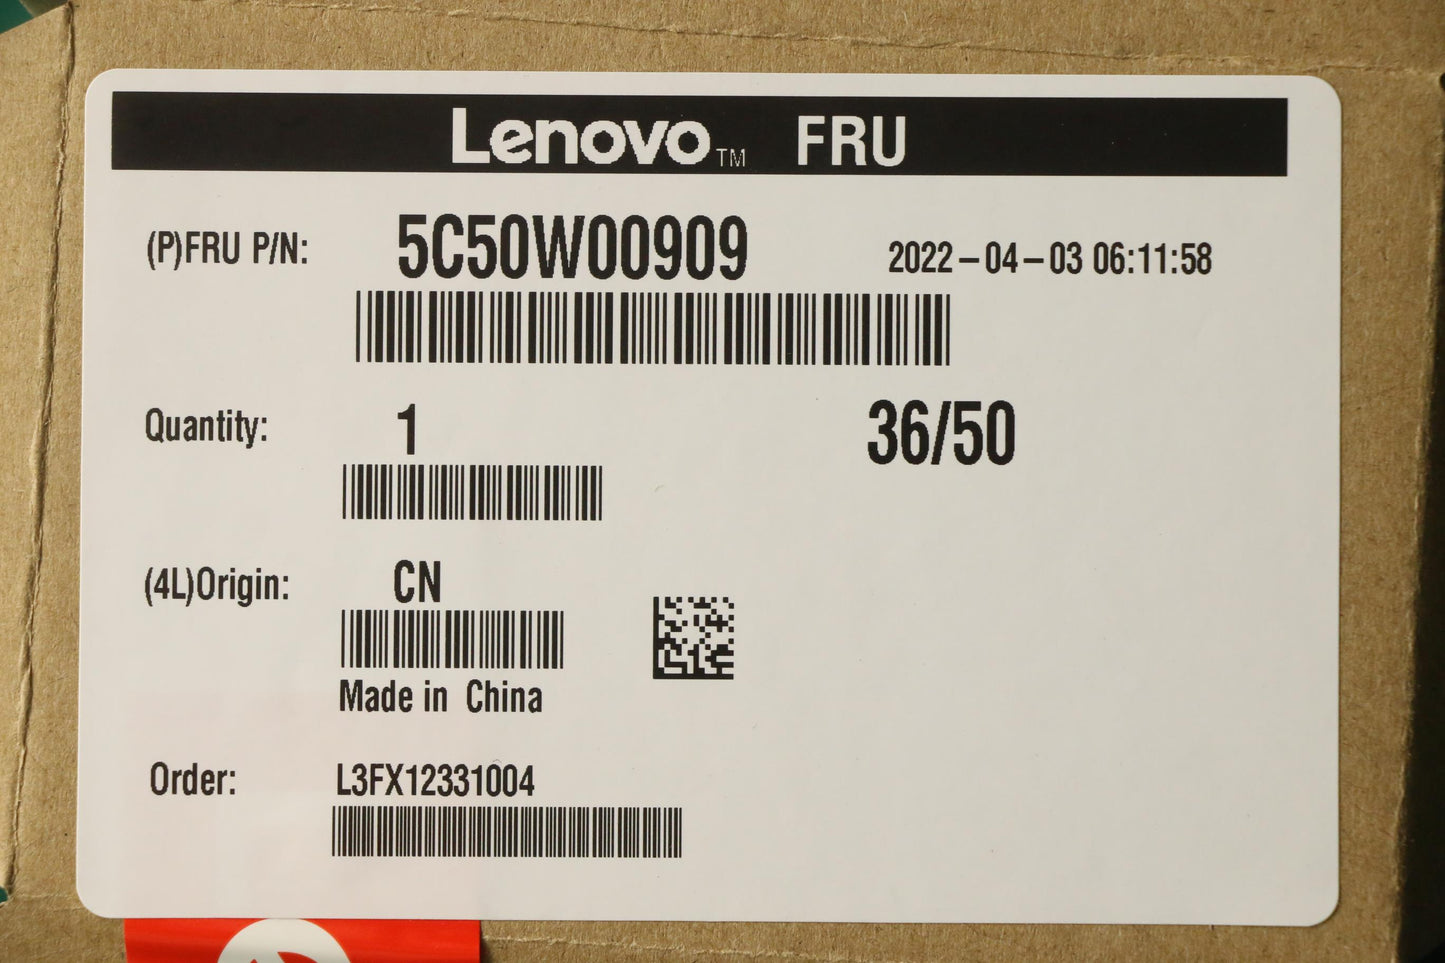 Lenovo™ FRU
(P)FRU P/N: 5C50W00909 2022-04-03 06:11:58
Quantity: 1 36/50
(4L)Origin: CN
Made in China
Order: L3FX12331004